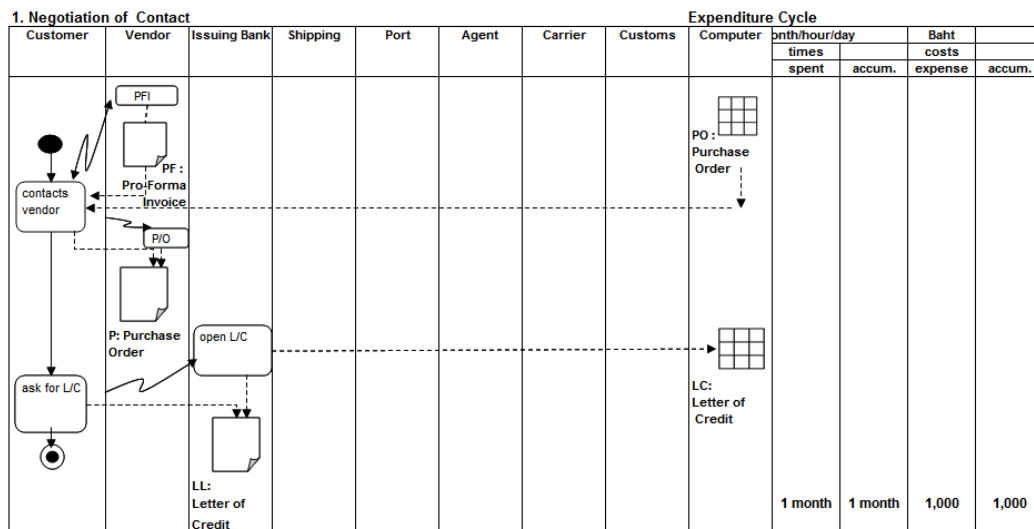 1. Negotiation of Contact
Expenditure Cycle
Customer Vendor Issuing Bank Shipping Port Agent Carrier Customs Computer onth/hour/day Baht
times costs
spent accum. expense accum.
PFI
PF :
Pro-Forma
Invoice
PO :
Purchase
Order
contacts
vendor
P/O
P: Purchase
Order
open L/C
ask for L/C
LC:
Letter of
Credit
LL:
Letter of
Credit
1 month 1 month 1,000 1,000